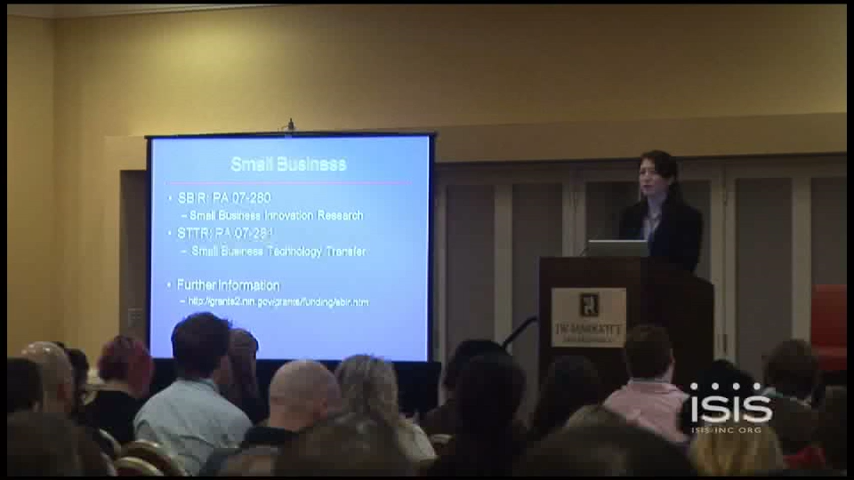 Small Business
• SBIR: PA 07-280
– Small Business Innovation Research
• STTR: PA 07-281
– Small Business Technology Transfer
• Further Information
– http://grants2.nih.gov/grants/funding/sbir.htm
JW MARRIOTT
isis
ISIS-INC.ORG